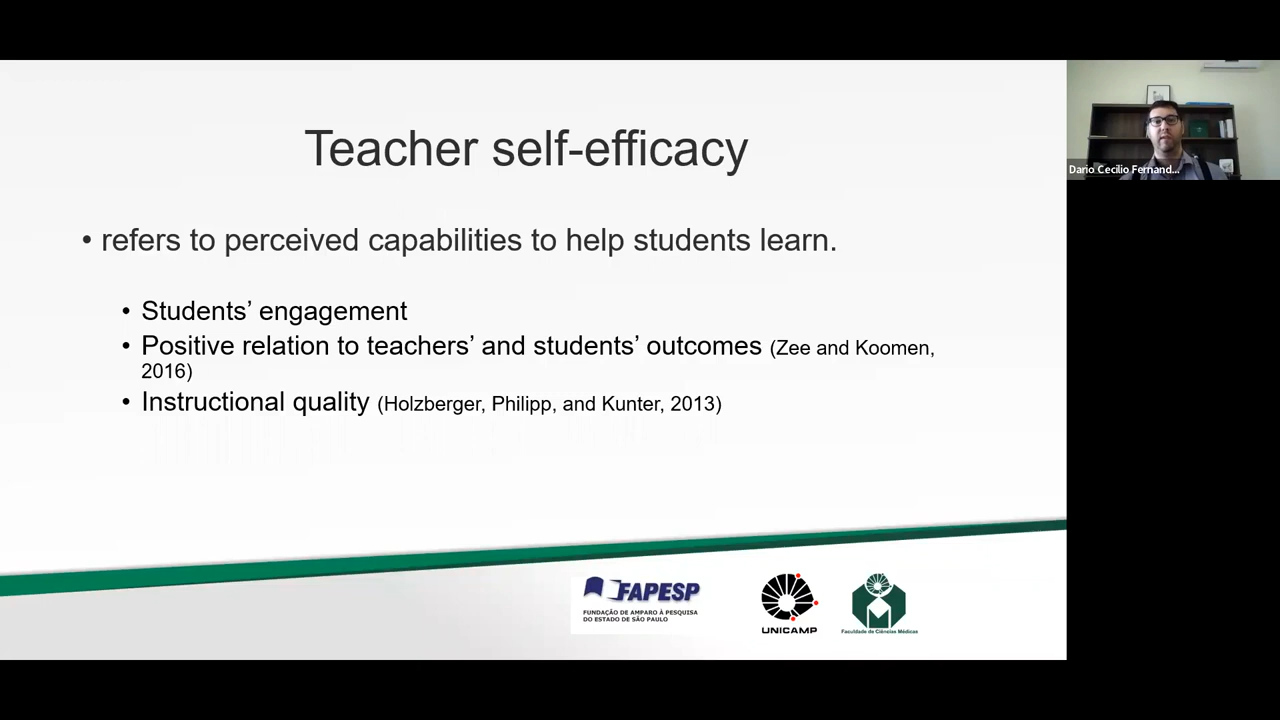 Teacher self-efficacy
• refers to perceived capabilities to help students learn.
• Students’ engagement
• Positive relation to teachers’ and students’ outcomes (Zee and Koomen,
2016)
• Instructional quality (Holzberger, Philipp, and Kunter, 2013)
FAPESP
FUNDAÇÃO DE AMPARO À PESQUISA
DO ESTADO DE SÃO PAULO
UNICAMP
Faculdade de Ciências Médicas
Dario Cecilio Fernand...